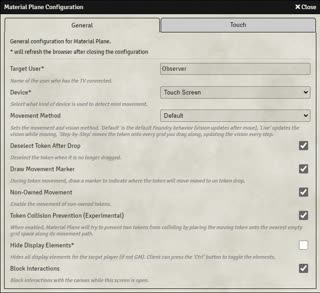 Material Plane Configuration
✖ Close
General
Touch
General configuration for Material Plane.
* will refresh the browser after closing the configuration
Target User*
Observer
Name of the user who has the TV connected.
Device*
Touch Screen
Select what kind of device is used to detect mini movement.
Movement Method
Default
Sets the movement and vision method. 'Default' is the default Foundry behavior (vision updates after move), 'Live' updates the
vision while moving, 'Step-by-Step' moves the token onto every grid you drag along, updating the vision every step.
Deselect Token After Drop
Deselect the token when it is no longer dragged.
Draw Movement Marker
During token movement, draw a marker to indicate where the token will move moved to on token drop.
Non-Owned Movement
Enable the movement of non-owned tokens.
Token Collision Prevention (Experimental)
When enabled, Material Plane will try to prevent two tokens from colliding by placing the moving token onto the nearest empty
grid space along its movement path.
Hide Display Elements*
Hides all display elements for the target player (if not GM). Client can press the 'Ctrl' button to toggle the elements.
Block Interactions
Block interactions with the canvas while this screen is open.